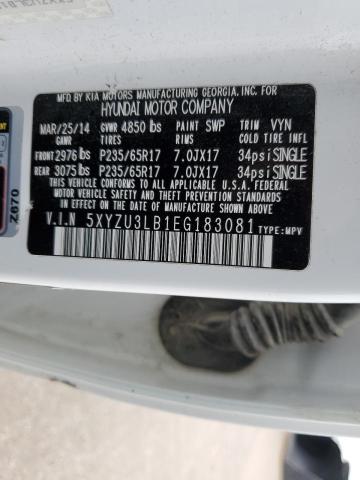 MFD. BY KIA MOTORS MANUFACTURING GEORGIA, INC. FOR
HYUNDAI MOTOR COMPANY
MAR/25/14 GVWR 4850 lbs PAINT SWP TRIM VYN
GAWR TIRES RIMS COLD TIRE INFL
FRONT 2976 lbs P235/65R17 7.0JX17 34psi SINGLE
REAR 3075 lbs P235/65R17 7.0JX17 34psi SINGLE
THIS VEHICLE CONFORMS TO ALL APPLICABLE U.S. FEDERAL
MOTOR VEHICLE SAFETY AND THEFT PREVENTION STANDARDS
IN EFFECT ON THE DATE OF MANUFACTURE SHOWN ABOVE.
V.I.N 5XYZU3LB1EG183081 TYPE:MPV
Z670